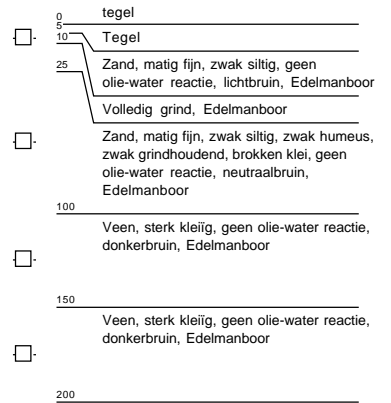 0 tegel
5
Tegel
10
Zand, matig fijn, zwak siltig, geen
olie-water reactie, lichtbruin, Edelmanboor
25
Volledig grind, Edelmanboor
Zand, matig fijn, zwak siltig, zwak humeus,
zwak grindhoudend, brokken klei, geen
olie-water reactie, neutraalbruin,
Edelmanboor
100
Veen, sterk kleiïg, geen olie-water reactie,
donkerbruin, Edelmanboor
150
Veen, sterk kleiïg, geen olie-water reactie,
donkerbruin, Edelmanboor
200